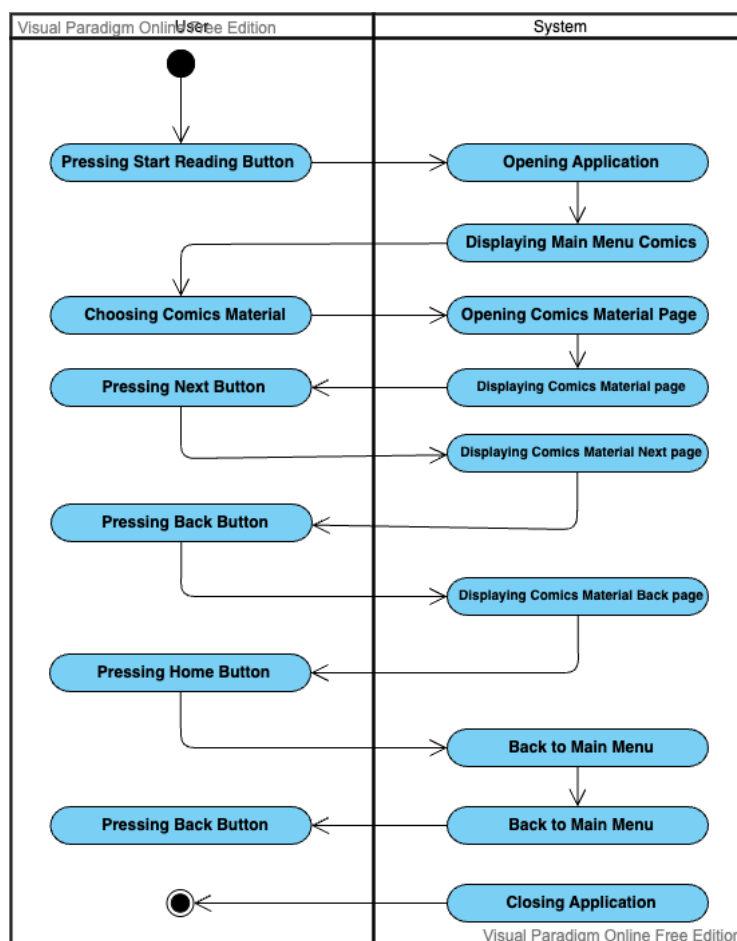 Visual Paradigm Online Free Edition
User
System
Pressing Start Reading Button
Opening Application
Displaying Main Menu Comics
Choosing Comics Material
Opening Comics Material Page
Pressing Next Button
Displaying Comics Material page
Displaying Comics Material Next page
Pressing Back Button
Displaying Comics Material Back page
Pressing Home Button
Back to Main Menu
Pressing Back Button
Back to Main Menu
Closing Application
Visual Paradigm Online Free Edition